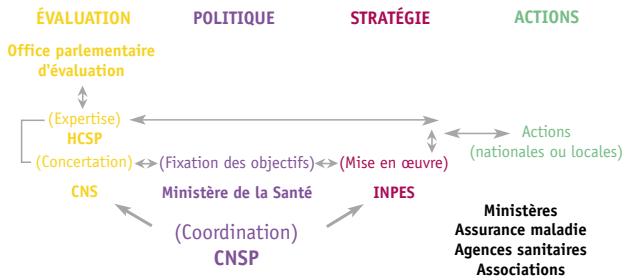 ÉVALUATION
POLITIQUE
STRATÉGIE
ACTIONS
Office parlementaire
d'évaluation
(Expertise)
HCSP
(Concertation)
(Fixation des objectifs)
(Mise en œuvre)
Actions
(nationales ou locales)
CNS
Ministère de la Santé
INPES
(Coordination)
CNSP
Ministères
Assurance maladie
Agences sanitaires
Associations